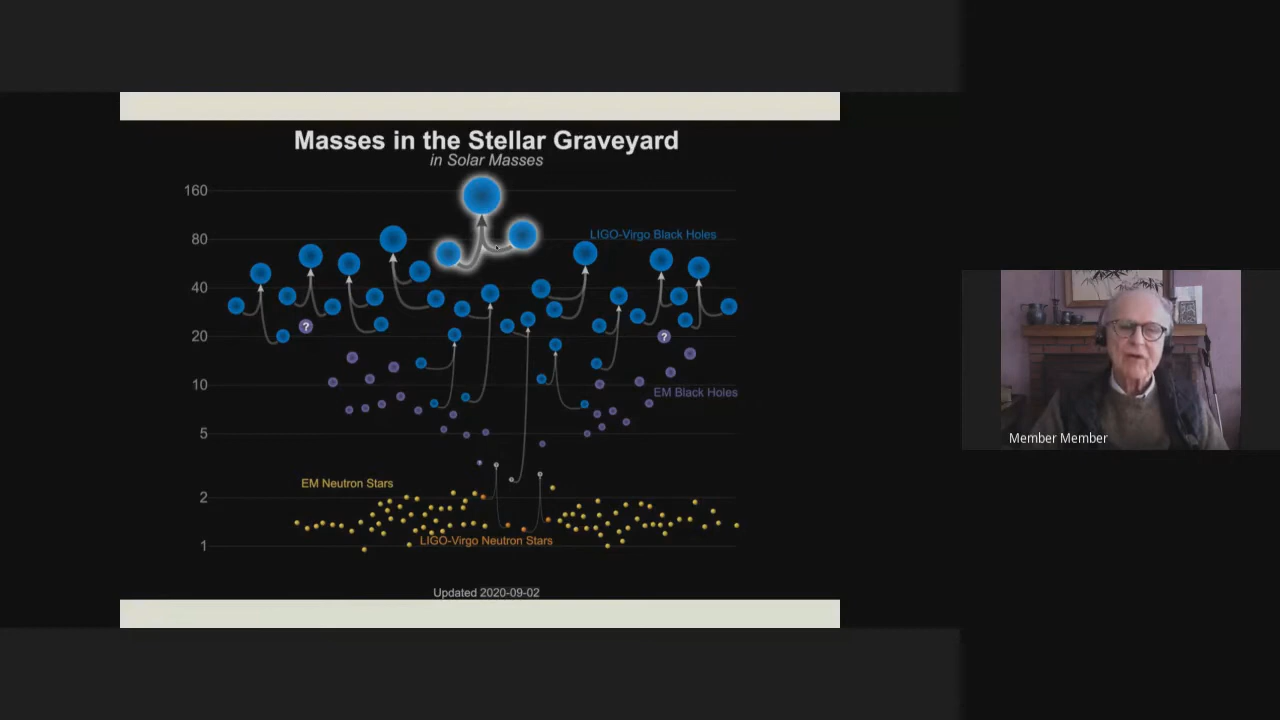 Masses in the Stellar Graveyard
in Solar Masses
160
80
LIGO-Virgo Black Holes
40
20
?
?
10
EM Black Holes
5
EM Neutron Stars
2
LIGO-Virgo Neutron Stars
1
Updated 2020-09-02
Member Member